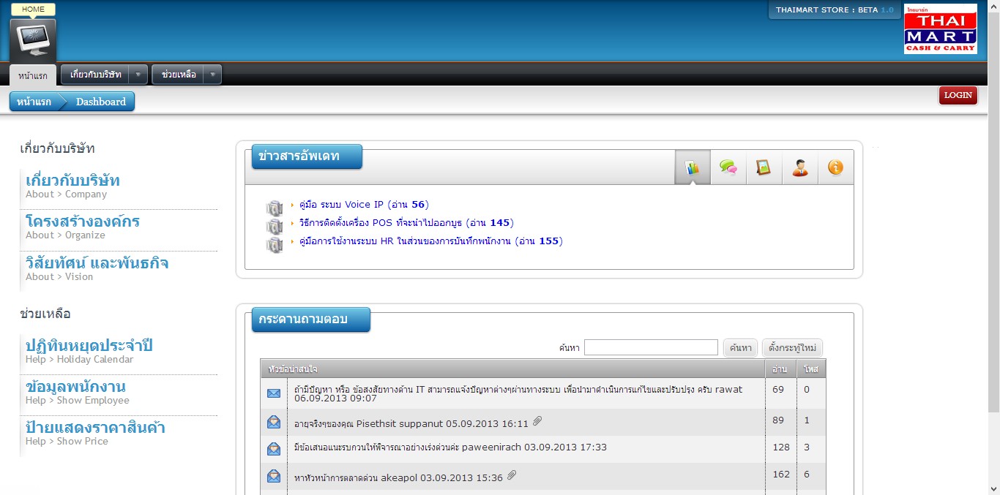 HOME
THAIMART STORE : BETA 1.0
ไทยมาร์ท
THAI
MART
CASH & CARRY
หน้าแรก
เกี่ยวกับบริษัท
ช่วยเหลือ
หน้าแรก Dashboard
LOGIN
เกี่ยวกับบริษัท
เกี่ยวกับบริษัท
About > Company
โครงสร้างองค์กร
About > Organize
วิสัยทัศน์ และพันธกิจ
About > Vision
ช่วยเหลือ
ปฏิทินหยุดประจำปี
Help > Holiday Calendar
ข้อมูลพนักงาน
Help > Show Employee
ป้ายแสดงราคาสินค้า
Help > Show Price
ข่าวสารอัพเดท
คู่มือ ระบบ Voice IP (อ่าน 56)
วิธีการติดตั้งเครื่อง POS ที่จะนำไปออกบูธ (อ่าน 145)
คู่มือการใช้งานระบบ HR ในส่วนของการบันทึกพนักงาน (อ่าน 155)
กระดานถามตอบ
ค้นหา ค้นหา ตั้งกระทู้ใหม่
หัวข้อน่าสนใจ อ่าน โพส
ถ้ามีปัญหา หรือ ข้อสงสัยทางด้าน IT สามารถแจ้งปัญหาต่างๆผ่านทางระบบ เพื่อนำมาดำเนินการแก้ไขและปรับปรุง ครับ rawat 69 0
06.09.2013 09:07
อายุจริงๆของคุณ Pisethsit suppanut 05.09.2013 16:11 89 1
มีข้อเสนอแนะรบกวนให้พิจารณาอย่างเร่งด่วนค่ะ paweenirach 03.09.2013 17:33 128 3
หาหัวหน้าการตลาดด่วน akeapol 03.09.2013 15:36 162 6